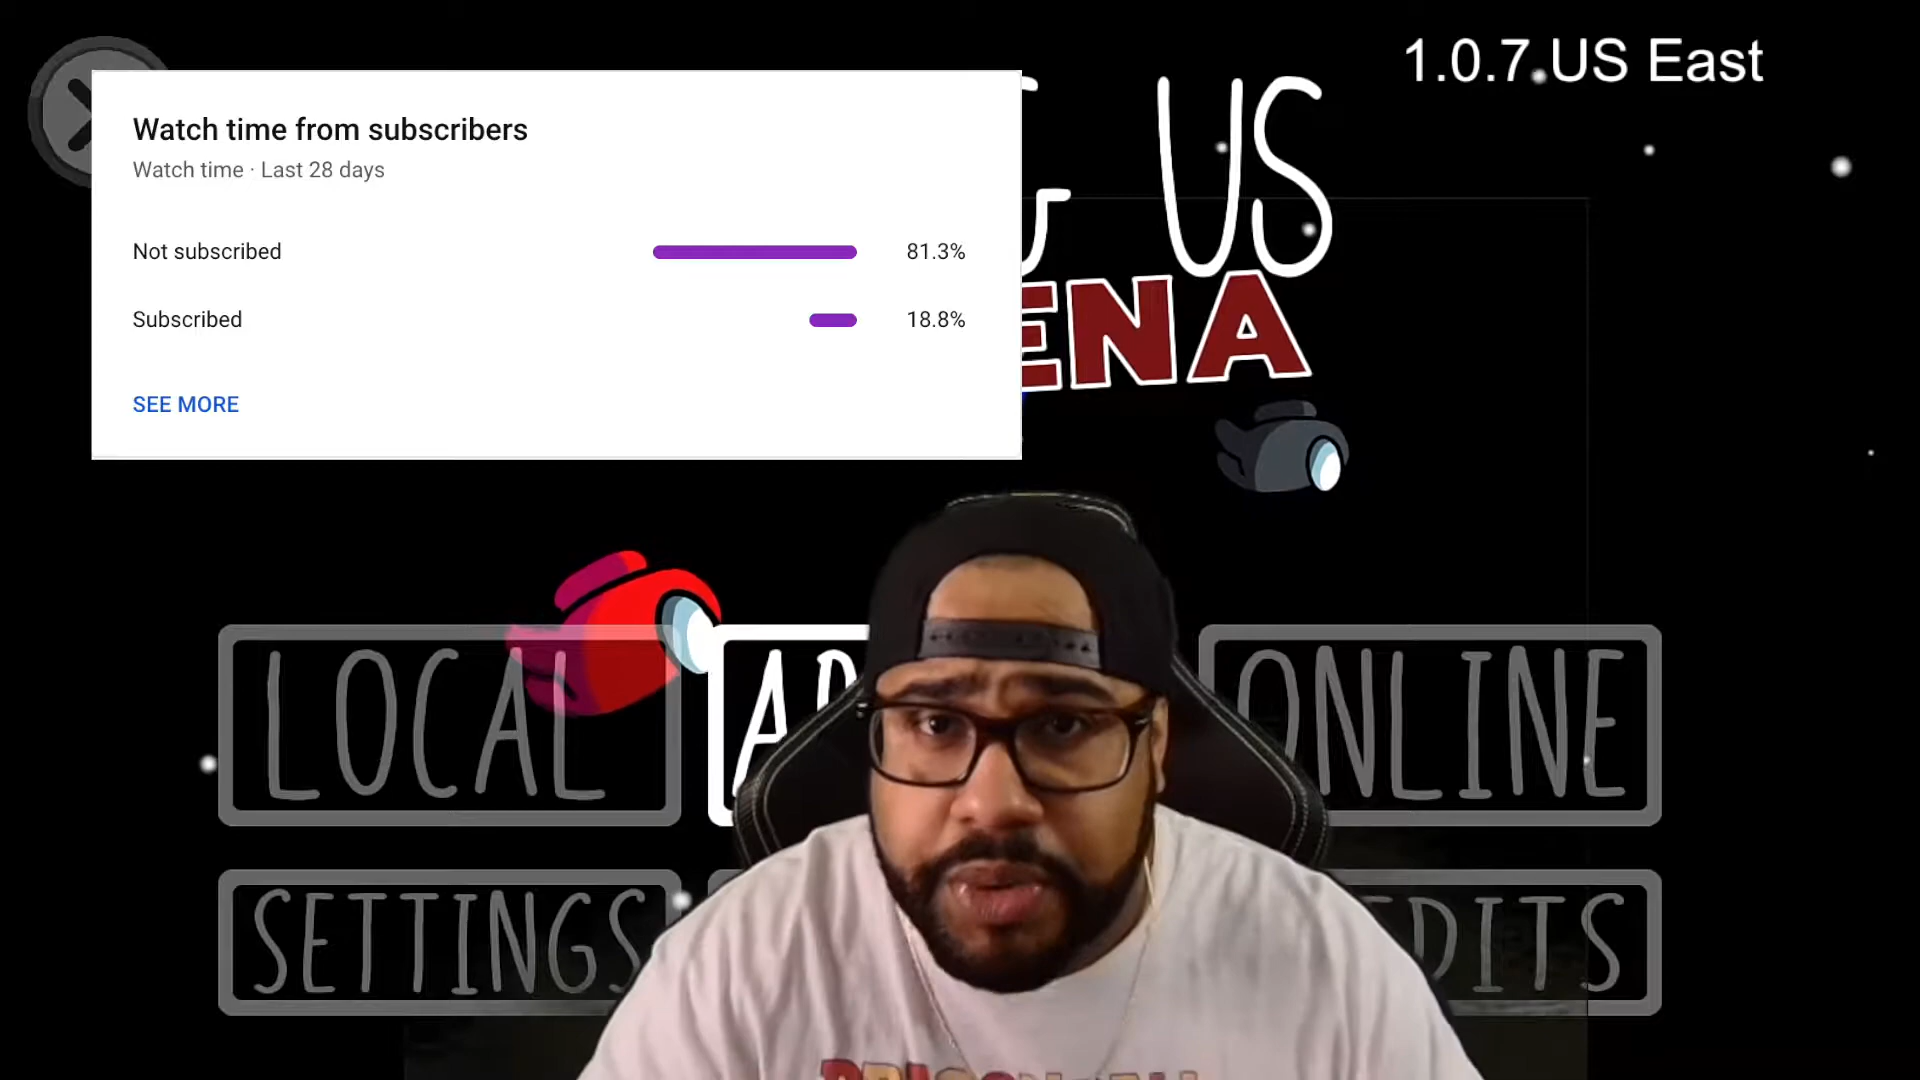 1.0.7 US East
Watch time from subscribers
Watch time · Last 28 days
Not subscribed 81.3%
Subscribed 18.8%
SEE MORE
US
ENA
LOCAL
ONLINE
SETTINGS
EDITS